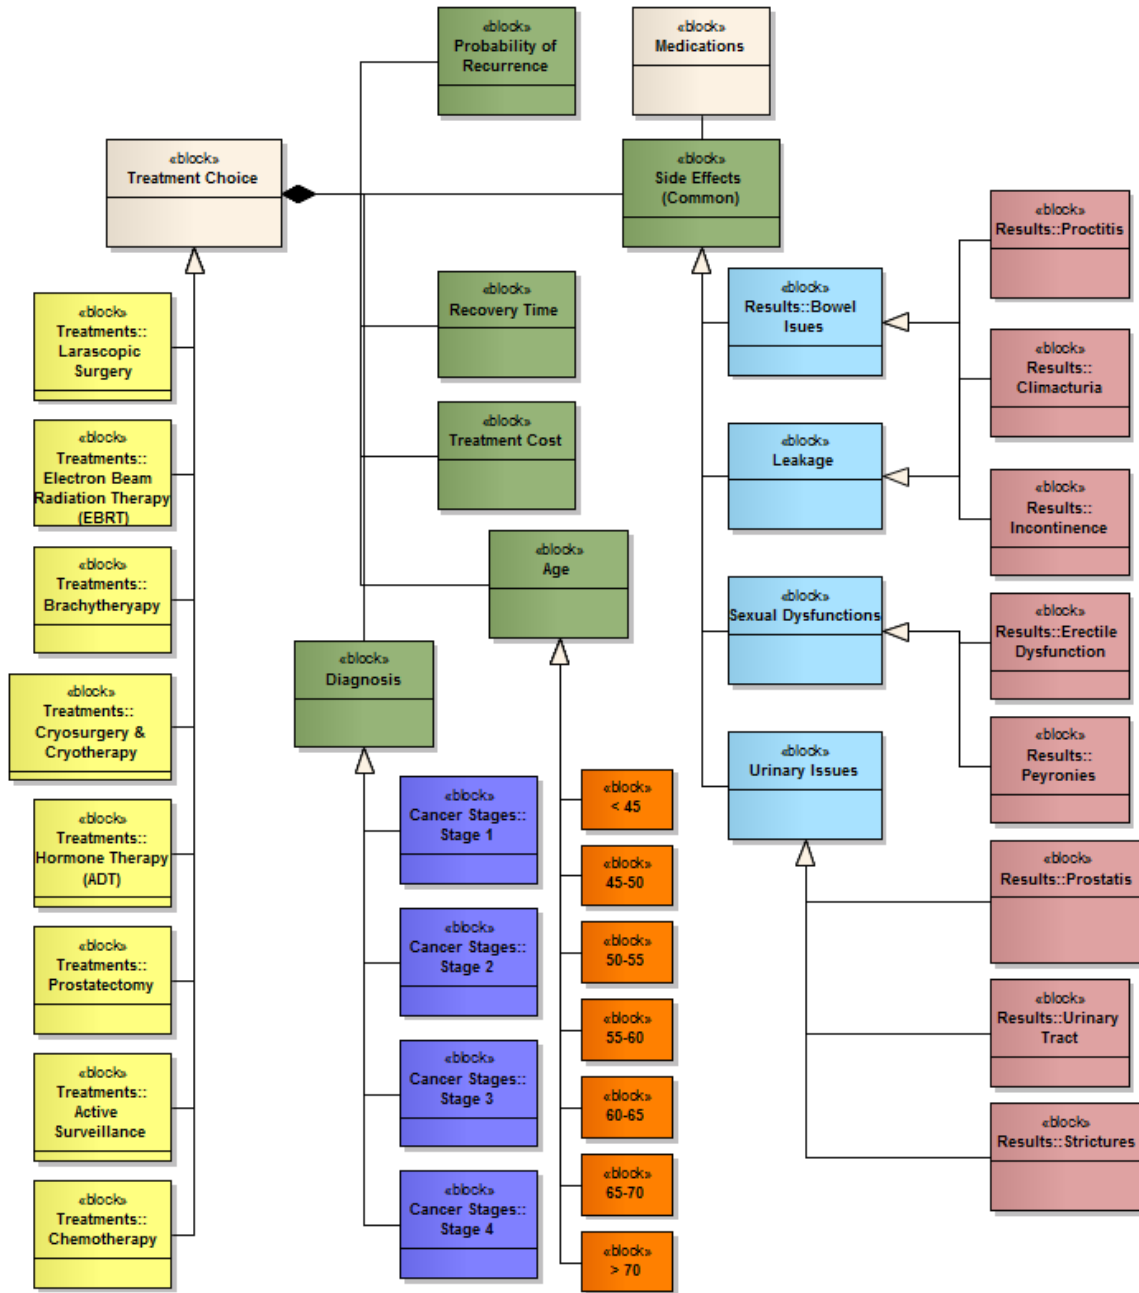 «block»
Probability of
Recurrence
«block»
Medications
«block»
Treatment Choice
«block»
Side Effects
(Common)
«block»
Results::Proctitis
«block»
Recovery Time
«block»
Results::Bowel
Isues
«block»
Treatments::
Larascopic
Surgery
«block»
Results::
Climacturia
«block»
Treatment Cost
«block»
Leakage
«block»
Treatments::
Electron Beam
Radiation Therapy
(EBRT)
«block»
Results::
Incontinence
«block»
Age
«block»
Treatments::
Brachytheryapy
«block»
Sexual Dysfunctions
«block»
Results::Erectile
Dysfunction
«block»
Diagnosis
«block»
Treatments::
Cryosurgery &
Cryotherapy
«block»
Urinary Issues
«block»
Results::
Peyronies
«block»
Cancer Stages::
Stage 1
«block»
< 45
«block»
Treatments::
Hormone Therapy
(ADT)
«block»
45-50
«block»
Results::Prostatis
«block»
Cancer Stages::
Stage 2
«block»
50-55
«block»
Treatments::
Prostatectomy
«block»
Results::Urinary
Tract
«block»
55-60
«block»
Cancer Stages::
Stage 3
«block»
Treatments::
Active
Surveillance
«block»
60-65
«block»
Results::Strictures
«block»
65-70
«block»
Cancer Stages::
Stage 4
«block»
Treatments::
Chemotherapy
«block»
> 70